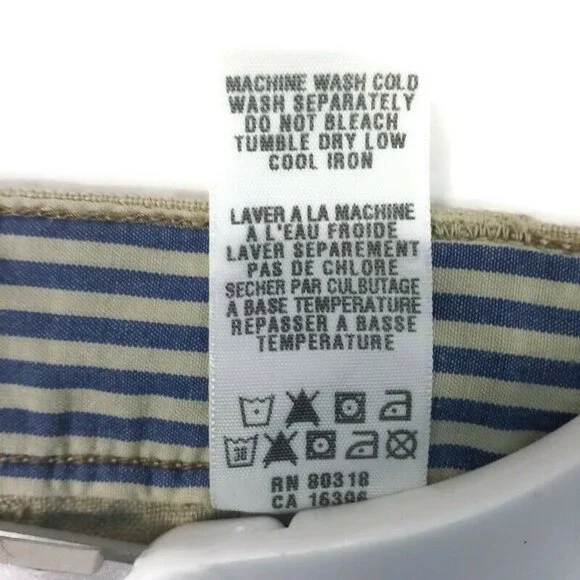 MACHINE WASH COLD
WASH SEPARATELY
DO NOT BLEACH
TUMBLE DRY LOW
COOL IRON
LAVER A LA MACHINE
A L'EAU FROIDE
LAVER SEPAREMENT
PAS DE CHLORE
SECHER PAR CULBUTAGE
A BASE TEMPERATURE
REPASSER A BASSE
TEMPERATURE
30
RN 80318
CA 16396